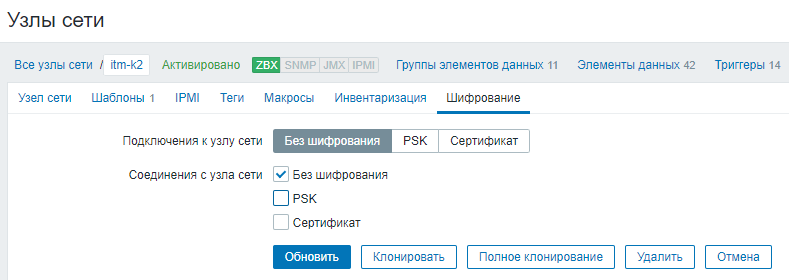 Узлы сети
Все узлы сети / itm-k2 Активировано ZBX SNMP JMX IPMI Группы элементов данных 11 Элементы данных 42 Триггеры 14
Узел сети Шаблоны 1 IPMI Теги Макросы Инвентаризация Шифрование
Подключения к узлу сети Без шифрования PSK Сертификат
Соединения с узла сети Без шифрования
PSK
Сертификат
Обновить Клонировать Полное клонирование Удалить Отмена